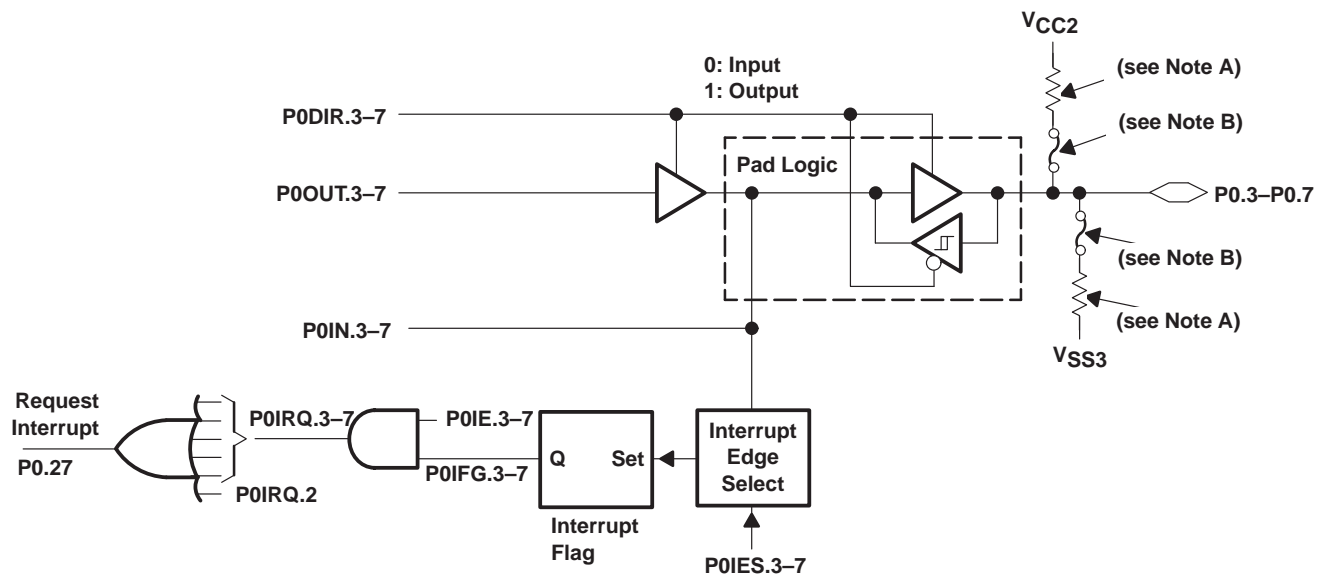 VCC2
(see Note A)
0: Input
1: Output
P0DIR.3–7
(see Note B)
Pad Logic
P0OUT.3–7
P0.3–P0.7
(see Note B)
(see Note A)
P0IN.3–7
VSS3
Request
Interrupt
P0.27
P0IRQ.3–7
P0IRQ.2
P0IE.3–7
P0IFG.3–7
Q
Set
Interrupt
Flag
Interrupt
Edge
Select
P0IES.3–7